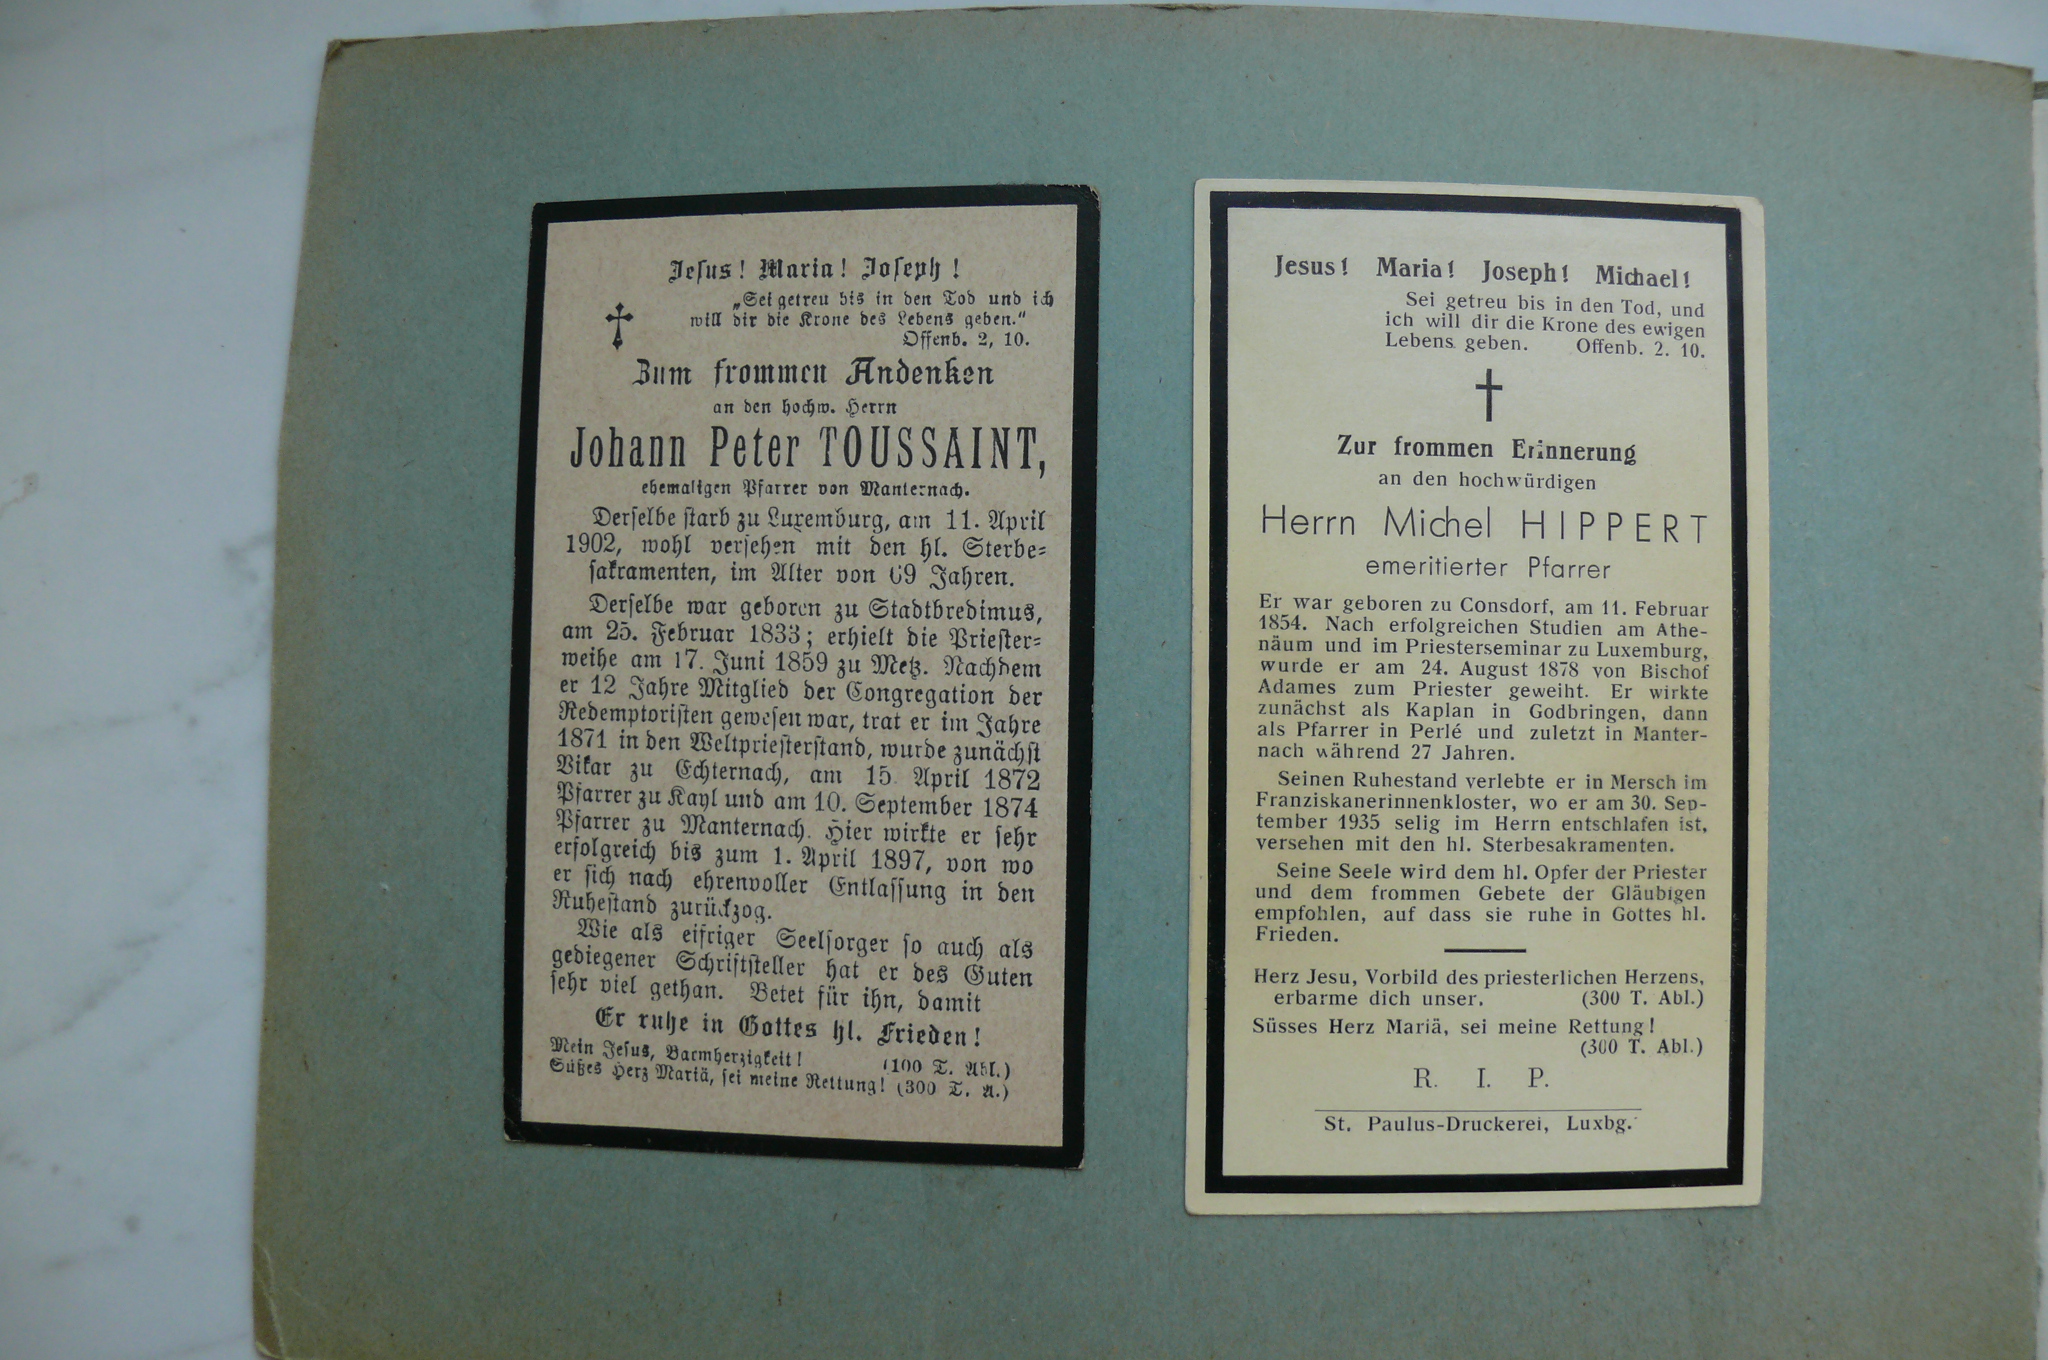 Jesus! Maria! Joseph!
„Sei getreu bis in den Tod und ich
will dir die Krone des Lebens geben.“
Offenb. 2, 10.
Zum frommen Andenken
an den hochw. Herrn
Johann Peter TOUSSAINT,
ehemaligen Pfarrer von Manternach.
Derselbe starb zu Luxemburg, am 11. April
1902, wohl versehen mit den hl. Sterbe=
sakramenten, im Alter von 69 Jahren.
Derselbe war geboren zu Stadtbredimus,
am 25. Februar 1833; erhielt die Priester=
weihe am 17. Juni 1859 zu Metz. Nachdem
er 12 Jahre Mitglied der Congregation der
Redemptoristen gewesen war, trat er im Jahre
1871 in den Weltpriesterstand, wurde zunächst
Vikar zu Echternach, am 15. April 1872
Pfarrer zu Kayl und am 10. September 1874
Pfarrer zu Manternach. Hier wirkte er sehr
erfolgreich bis zum 1. April 1897, von wo
er sich nach ehrenvoller Entlassung in den
Ruhestand zurückzog.
Wie als eifriger Seelsorger so auch als
gediegener Schriftsteller hat er des Guten
sehr viel gethan. Betet für ihn, damit
Er ruhe in Gottes hl. Frieden!
Mein Jesus, Barmherzigkeit! (100 T. Abl.)
Süßes Herz Mariä, sei meine Rettung! (300 T. A.)
Jesus! Maria! Joseph! Michael!
Sei getreu bis in den Tod, und
ich will dir die Krone des ewigen
Lebens geben. Offenb. 2. 10.
Zur frommen Erinnerung
an den hochwürdigen
Herrn Michel HIPPERT
emeritierter Pfarrer
Er war geboren zu Consdorf, am 11. Februar
1854. Nach erfolgreichen Studien am Athe-
näum und im Priesterseminar zu Luxemburg,
wurde er am 24. August 1878 von Bischof
Adames zum Priester geweiht. Er wirkte
zunächst als Kaplan in Godbringen, dann
als Pfarrer in Perlé und zuletzt in Manter-
nach während 27 Jahren.
Seinen Ruhestand verlebte er in Mersch im
Franziskanerinnenkloster, wo er am 30. Sep-
tember 1935 selig im Herrn entschlafen ist,
versehen mit den hl. Sterbesakramenten.
Seine Seele wird dem hl. Opfer der Priester
und dem frommen Gebete der Gläubigen
empfohlen, auf dass sie ruhe in Gottes hl.
Frieden.
Herz Jesu, Vorbild des priesterlichen Herzens,
erbarme dich unser. (300 T. Abl.)
Süsses Herz Mariä, sei meine Rettung!
(300 T. Abl.)
R. I. P.
St. Paulus-Druckerei, Luxbg.